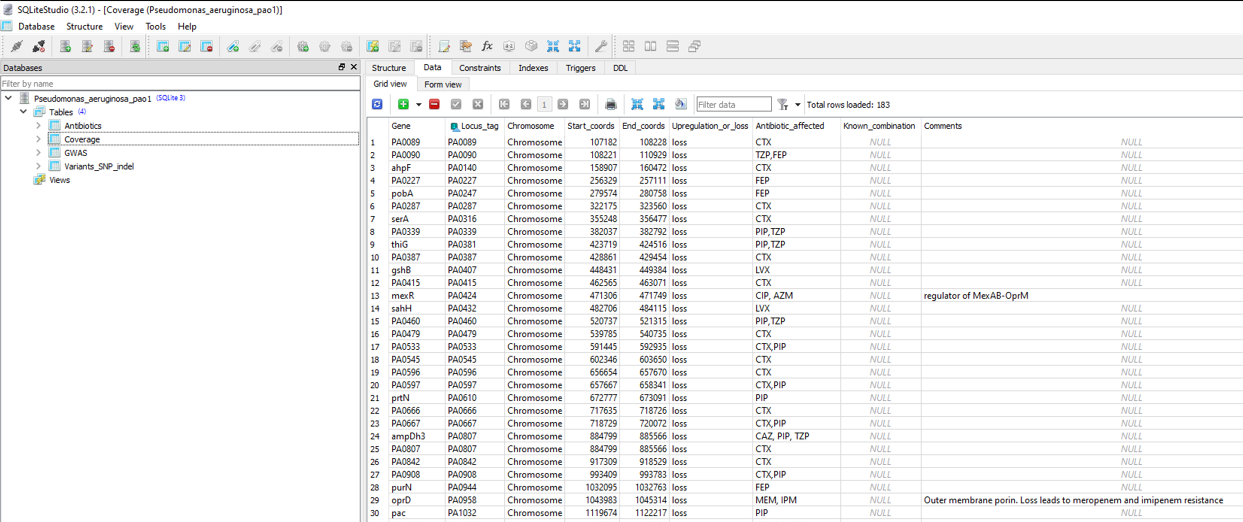 SQLiteStudio (3.2.1) - [Coverage (Pseudomonas_aeruginosa_pao1)]
Database Structure View Tools Help
Databases
Filter by name
Pseudomonas_aeruginosa_pao1 (SQLite 3)
Tables (4)
Antibiotics
Coverage
GWAS
Variants_SNP_indel
Views
Structure Data Constraints Indexes Triggers DDL
Grid view Form view
1 Filter data Total rows loaded: 183
Gene Locus_tag Chromosome Start_coords End_coords Upregulation_or_loss Antibiotic_affected Known_combination Comments
1 PA0089 PA0089 Chromosome 107182 108228 loss CTX NULL NULL
2 PA0090 PA0090 Chromosome 108221 110929 loss TZP,FEP NULL NULL
3 ahpF PA0140 Chromosome 158907 160472 loss CTX NULL NULL
4 PA0227 PA0227 Chromosome 256329 257111 loss FEP NULL NULL
5 pobA PA0247 Chromosome 279574 280758 loss FEP NULL NULL
6 PA0287 PA0287 Chromosome 322175 323560 loss CTX NULL NULL
7 serA PA0316 Chromosome 355248 356477 loss CTX NULL NULL
8 PA0339 PA0339 Chromosome 382037 382792 loss PIP,TZP NULL NULL
9 thiG PA0381 Chromosome 423719 424516 loss PIP,TZP NULL NULL
10 PA0387 PA0387 Chromosome 428861 429454 loss CTX NULL NULL
11 gshB PA0407 Chromosome 448431 449384 loss LVX NULL NULL
12 PA0415 PA0415 Chromosome 462565 463071 loss CTX NULL NULL
13 mexR PA0424 Chromosome 471306 471749 loss CIP, AZM NULL regulator of MexAB-OprM
14 sahH PA0432 Chromosome 482706 484115 loss LVX NULL NULL
15 PA0460 PA0460 Chromosome 520737 521315 loss PIP,TZP NULL NULL
16 PA0479 PA0479 Chromosome 539785 540735 loss CTX NULL NULL
17 PA0533 PA0533 Chromosome 591445 592935 loss CTX,PIP NULL NULL
18 PA0545 PA0545 Chromosome 602346 603650 loss CTX NULL NULL
19 PA0596 PA0596 Chromosome 656654 657670 loss CTX NULL NULL
20 PA0597 PA0597 Chromosome 657667 658341 loss CTX,PIP NULL NULL
21 prtN PA0610 Chromosome 672777 673091 loss PIP NULL NULL
22 PA0666 PA0666 Chromosome 717635 718726 loss CTX NULL NULL
23 PA0667 PA0667 Chromosome 718729 720072 loss CTX,PIP NULL NULL
24 ampDh3 PA0807 Chromosome 884799 885566 loss CAZ, PIP, TZP NULL NULL
25 PA0807 PA0807 Chromosome 884799 885566 loss CTX NULL NULL
26 PA0842 PA0842 Chromosome 917309 918529 loss CTX NULL NULL
27 PA0908 PA0908 Chromosome 993409 993783 loss CTX,PIP NULL NULL
28 purN PA0944 Chromosome 1032095 1032763 loss FEP NULL NULL
29 oprD PA0958 Chromosome 1043983 1045314 loss MEM, IPM NULL Outer membrane porin. Loss leads to meropenem and imipenem resistance
30 pac PA1032 Chromosome 1119674 1122217 loss PIP NULL NULL